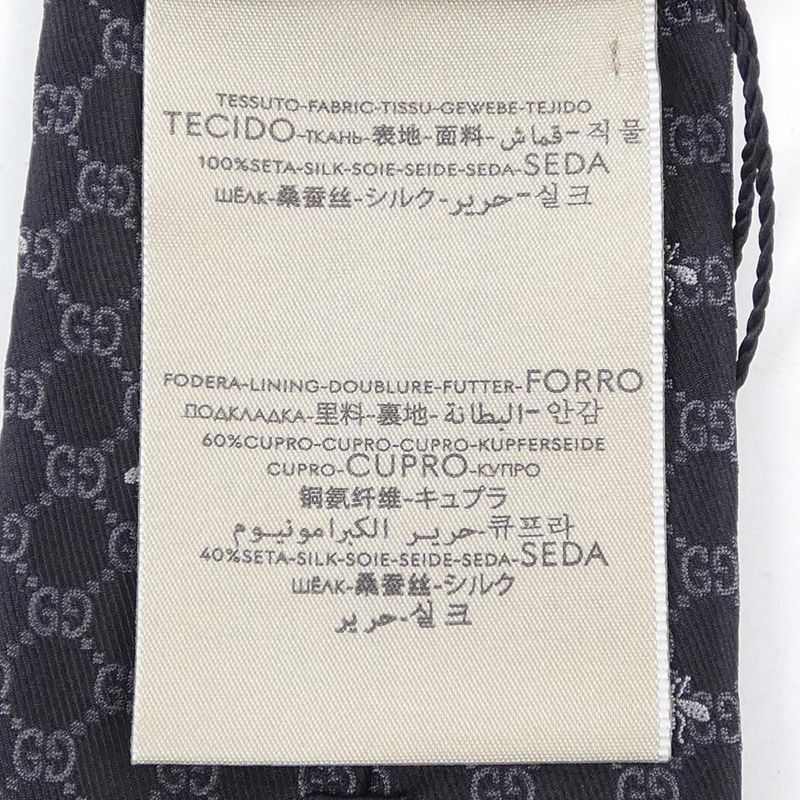 TESSUTO-FABRIC-TISSU-GEWEBE-TEJIDO
TECIDO-ТКАНЬ-表地-面料-قماش-직물
100%SETA-SILK-SOIE-SEIDE-SEDA-SEDA
ШЁЛК-桑蚕丝-シルク-حرير-실크
FODERA-LINING-DOUBLURE-FUTTER-FORRO
ПОДКЛАДКА-里料-裏地-البطانة-안감
60%CUPRO-CUPRO-CUPRO-KUPFERSEIDE
CUPRO-CUPRO-КУПРО
铜氨纤维-キュプラ
حرير الكبرامونيوم-큐프라
40%SETA-SILK-SOIE-SEIDE-SEDA-SEDA
ШЁЛК-桑蚕丝-シルク
حرير-실크